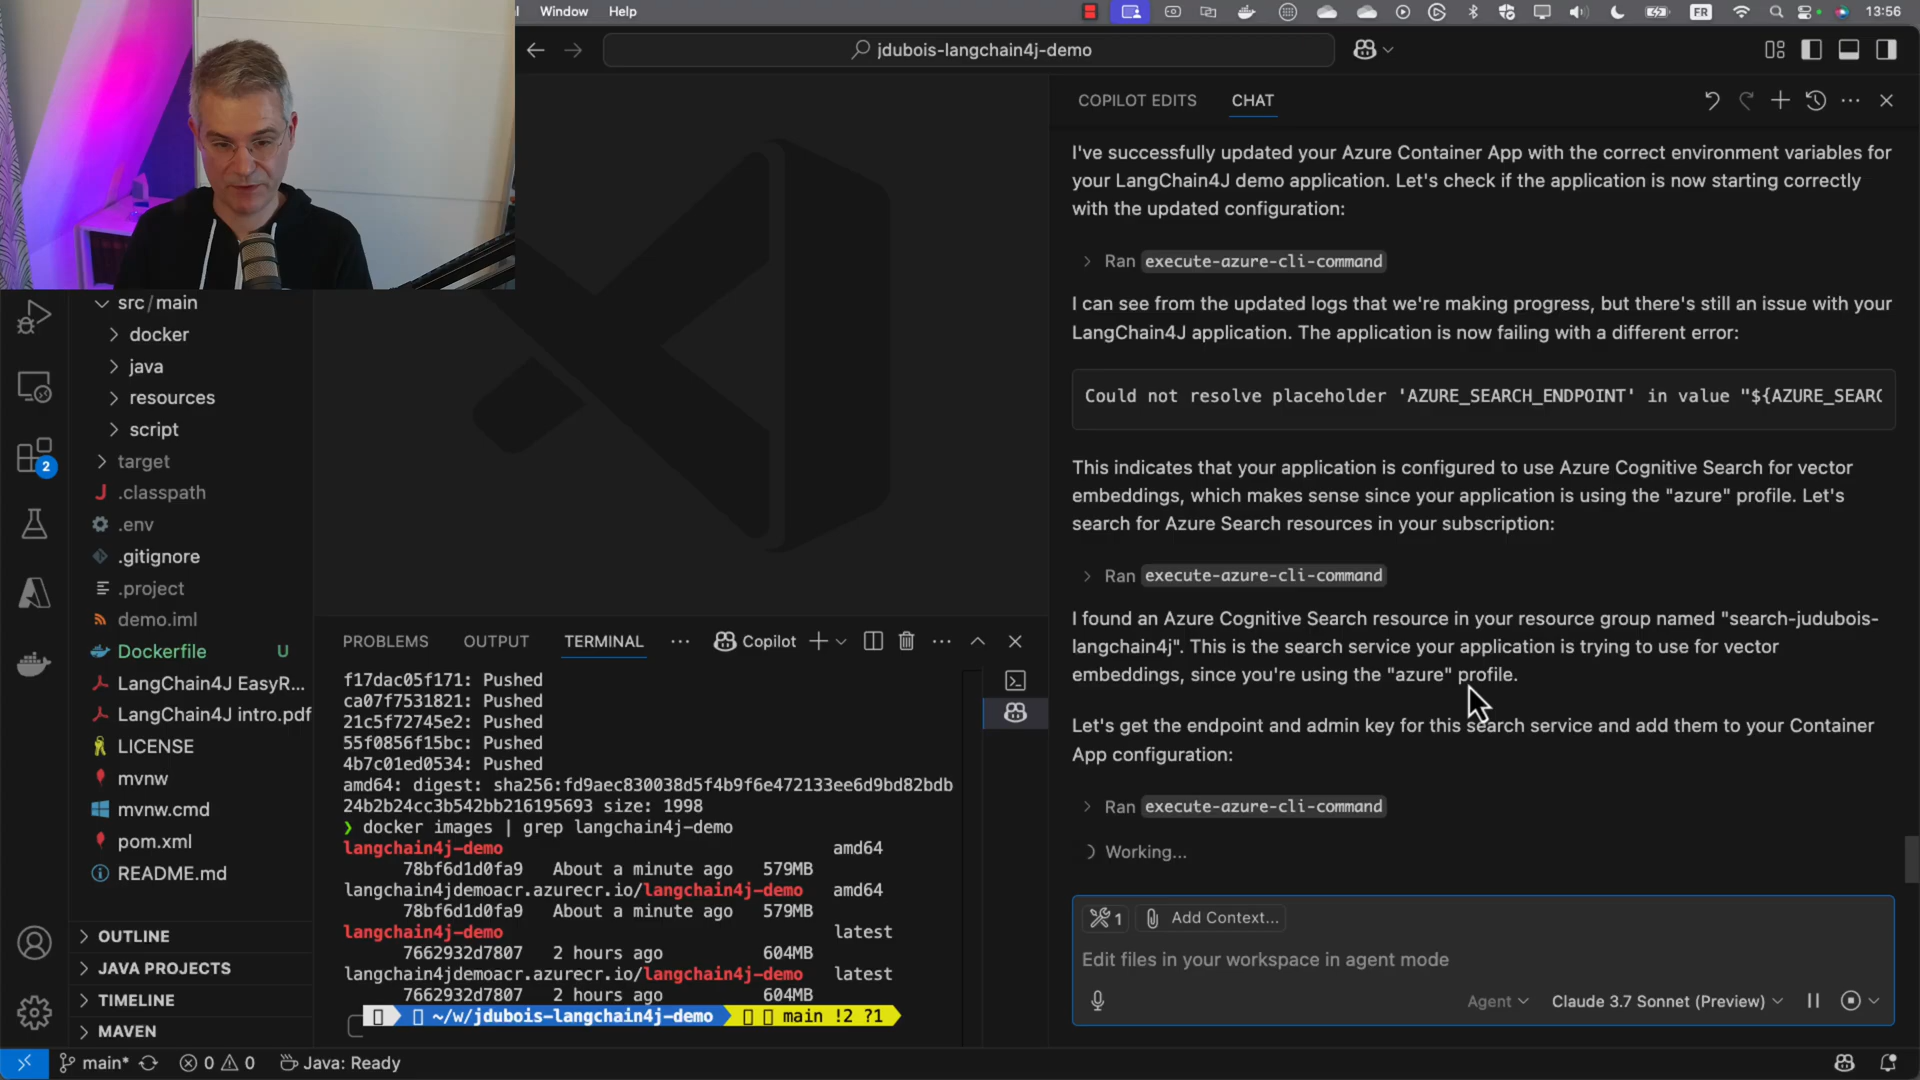 Window Help
FR
13:56
jdubois-langchain4j-demo
COPILOT EDITS CHAT
I've successfully updated your Azure Container App with the correct environment variables for
your LangChain4J demo application. Let's check if the application is now starting correctly
with the updated configuration:
Ran execute-azure-cli-command
I can see from the updated logs that we're making progress, but there's still an issue with your
LangChain4J application. The application is now failing with a different error:
Could not resolve placeholder 'AZURE_SEARCH_ENDPOINT' in value "${AZURE_SEARC
This indicates that your application is configured to use Azure Cognitive Search for vector
embeddings, which makes sense since your application is using the "azure" profile. Let's
search for Azure Search resources in your subscription:
Ran execute-azure-cli-command
I found an Azure Cognitive Search resource in your resource group named "search-judubois-
langchain4j". This is the search service your application is trying to use for vector
embeddings, since you're using the "azure" profile.
Let's get the endpoint and admin key for this search service and add them to your Container
App configuration:
Ran execute-azure-cli-command
Working...
1 Add Context...
Edit files in your workspace in agent mode
Agent Claude 3.7 Sonnet (Preview)
src/main
docker
java
resources
script
target
J .classpath
.env
.gitignore
.project
demo.iml
Dockerfile U
LangChain4J EasyR...
LangChain4J intro.pdf
LICENSE
mvnw
mvnw.cmd
pom.xml
README.md
OUTLINE
JAVA PROJECTS
TIMELINE
MAVEN
2
PROBLEMS OUTPUT TERMINAL ... Copilot
f17dac05f171: Pushed
ca07f7531821: Pushed
21c5f72745e2: Pushed
55f0856f15bc: Pushed
4b7c01ed0534: Pushed
amd64: digest: sha256:fd9aec830038d5f4b9f6e472133ee6d9bd82bdb
24b2b24cc3b542bb216195693 size: 1998
❯ docker images | grep langchain4j-demo
langchain4j-demo amd64
78bf6d1d0fa9 About a minute ago 579MB
langchain4jdemoacr.azurecr.io/langchain4j-demo amd64
78bf6d1d0fa9 About a minute ago 579MB
langchain4j-demo latest
7662932d7807 2 hours ago 604MB
langchain4jdemoacr.azurecr.io/langchain4j-demo latest
7662932d7807 2 hours ago 604MB
~/w/jdubois-langchain4j-demo main !2 ?1
main* 0 0 Java: Ready